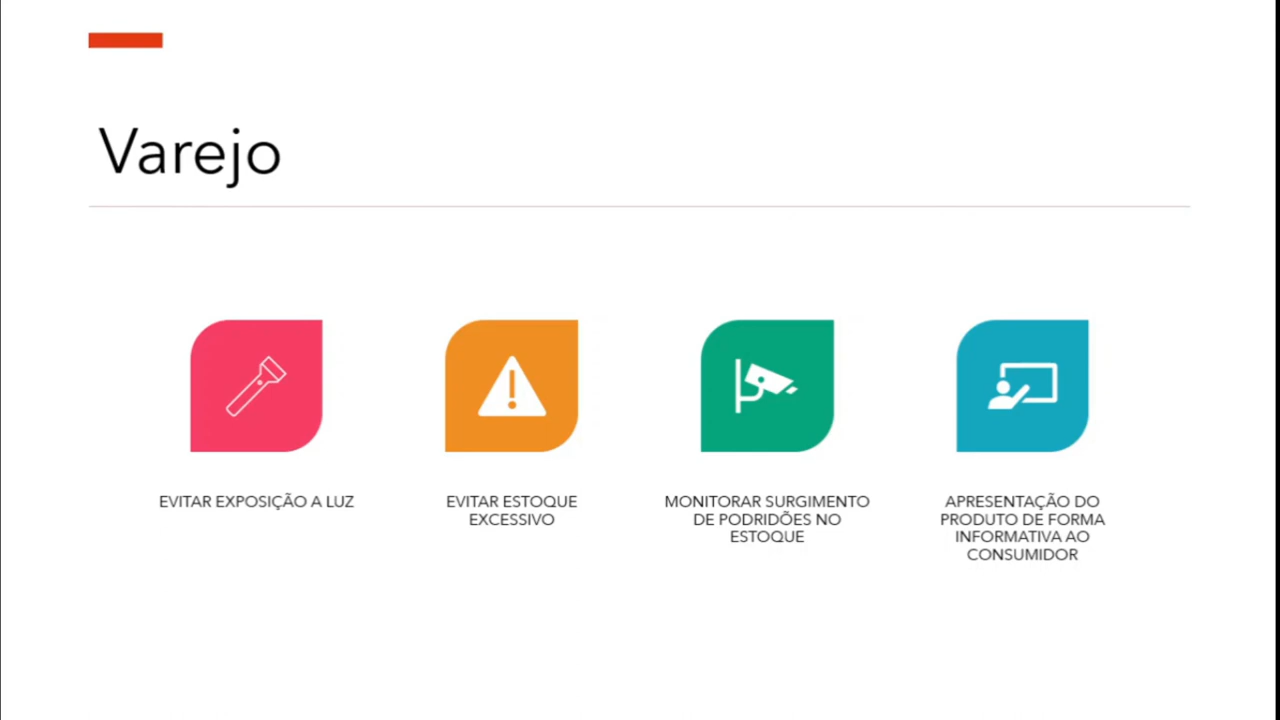 Varejo
EVITAR EXPOSIÇÃO A LUZ
EVITAR ESTOQUE
EXCESSIVO
MONITORAR SURGIMENTO
DE PODRIDÕES NO
ESTOQUE
APRESENTAÇÃO DO
PRODUTO DE FORMA
INFORMATIVA AO
CONSUMIDOR